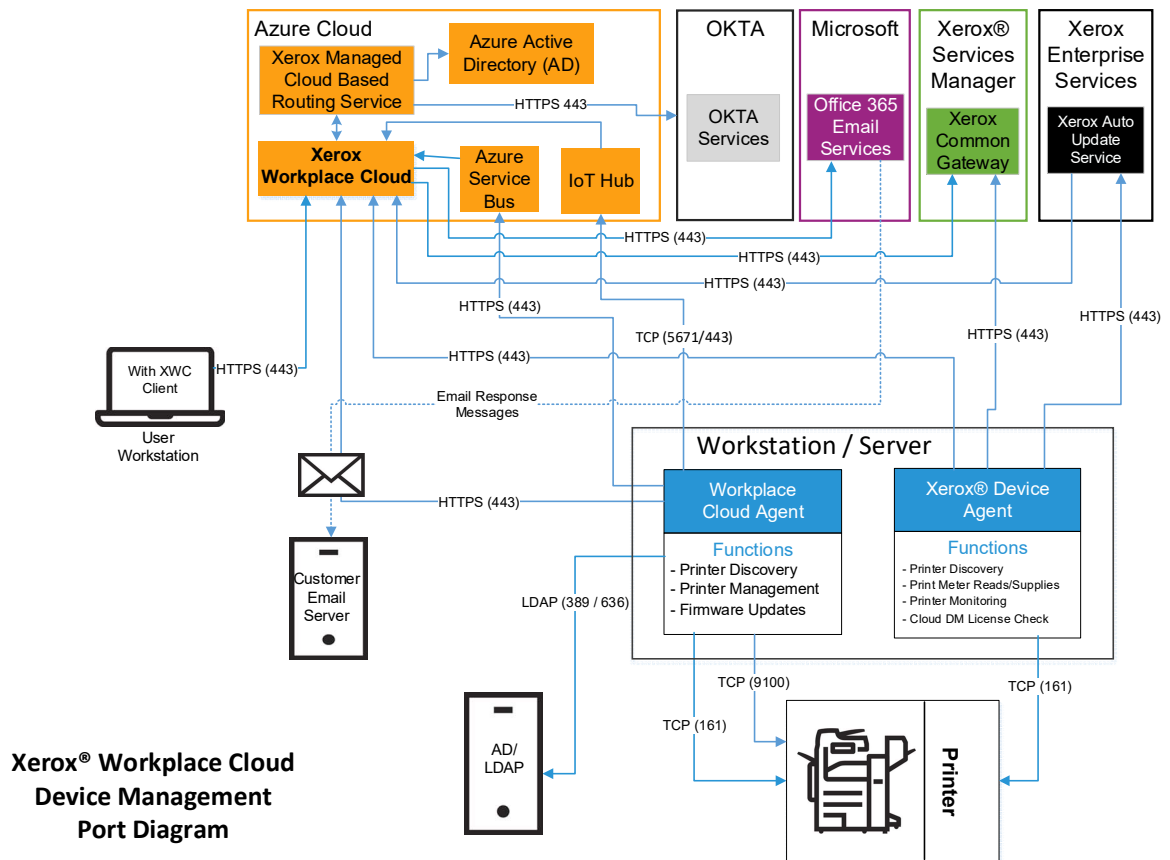 Azure Cloud
Xerox Managed
Cloud Based
Routing Service
Azure Active
Directory (AD)
HTTPS 443
Xerox
Workplace Cloud
Azure
Service
Bus
IoT Hub
OKTA
OKTA
Services
Microsoft
Office 365
Email
Services
Xerox®
Services
Manager
Xerox
Common
Gateway
Xerox
Enterprise
Services
Xerox Auto
Update
Service
HTTPS (443)
HTTPS (443)
HTTPS (443)
HTTPS (443)
TCP (5671/443)
HTTPS (443)
HTTPS (443)
HTTPS (443)
With XWC
Client
HTTPS (443)
User
Workstation
Email Response
Messages
HTTPS (443)
Customer
Email
Server
Workstation / Server
Workplace
Cloud Agent
Functions
- Printer Discovery
- Printer Management
- Firmware Updates
Xerox® Device
Agent
Functions
- Printer Discovery
- Print Meter Reads/Supplies
- Printer Monitoring
- Cloud DM License Check
LDAP (389 / 636)
TCP (9100)
TCP (161)
TCP (161)
AD/
LDAP
Printer
Xerox® Workplace Cloud
Device Management
Port Diagram